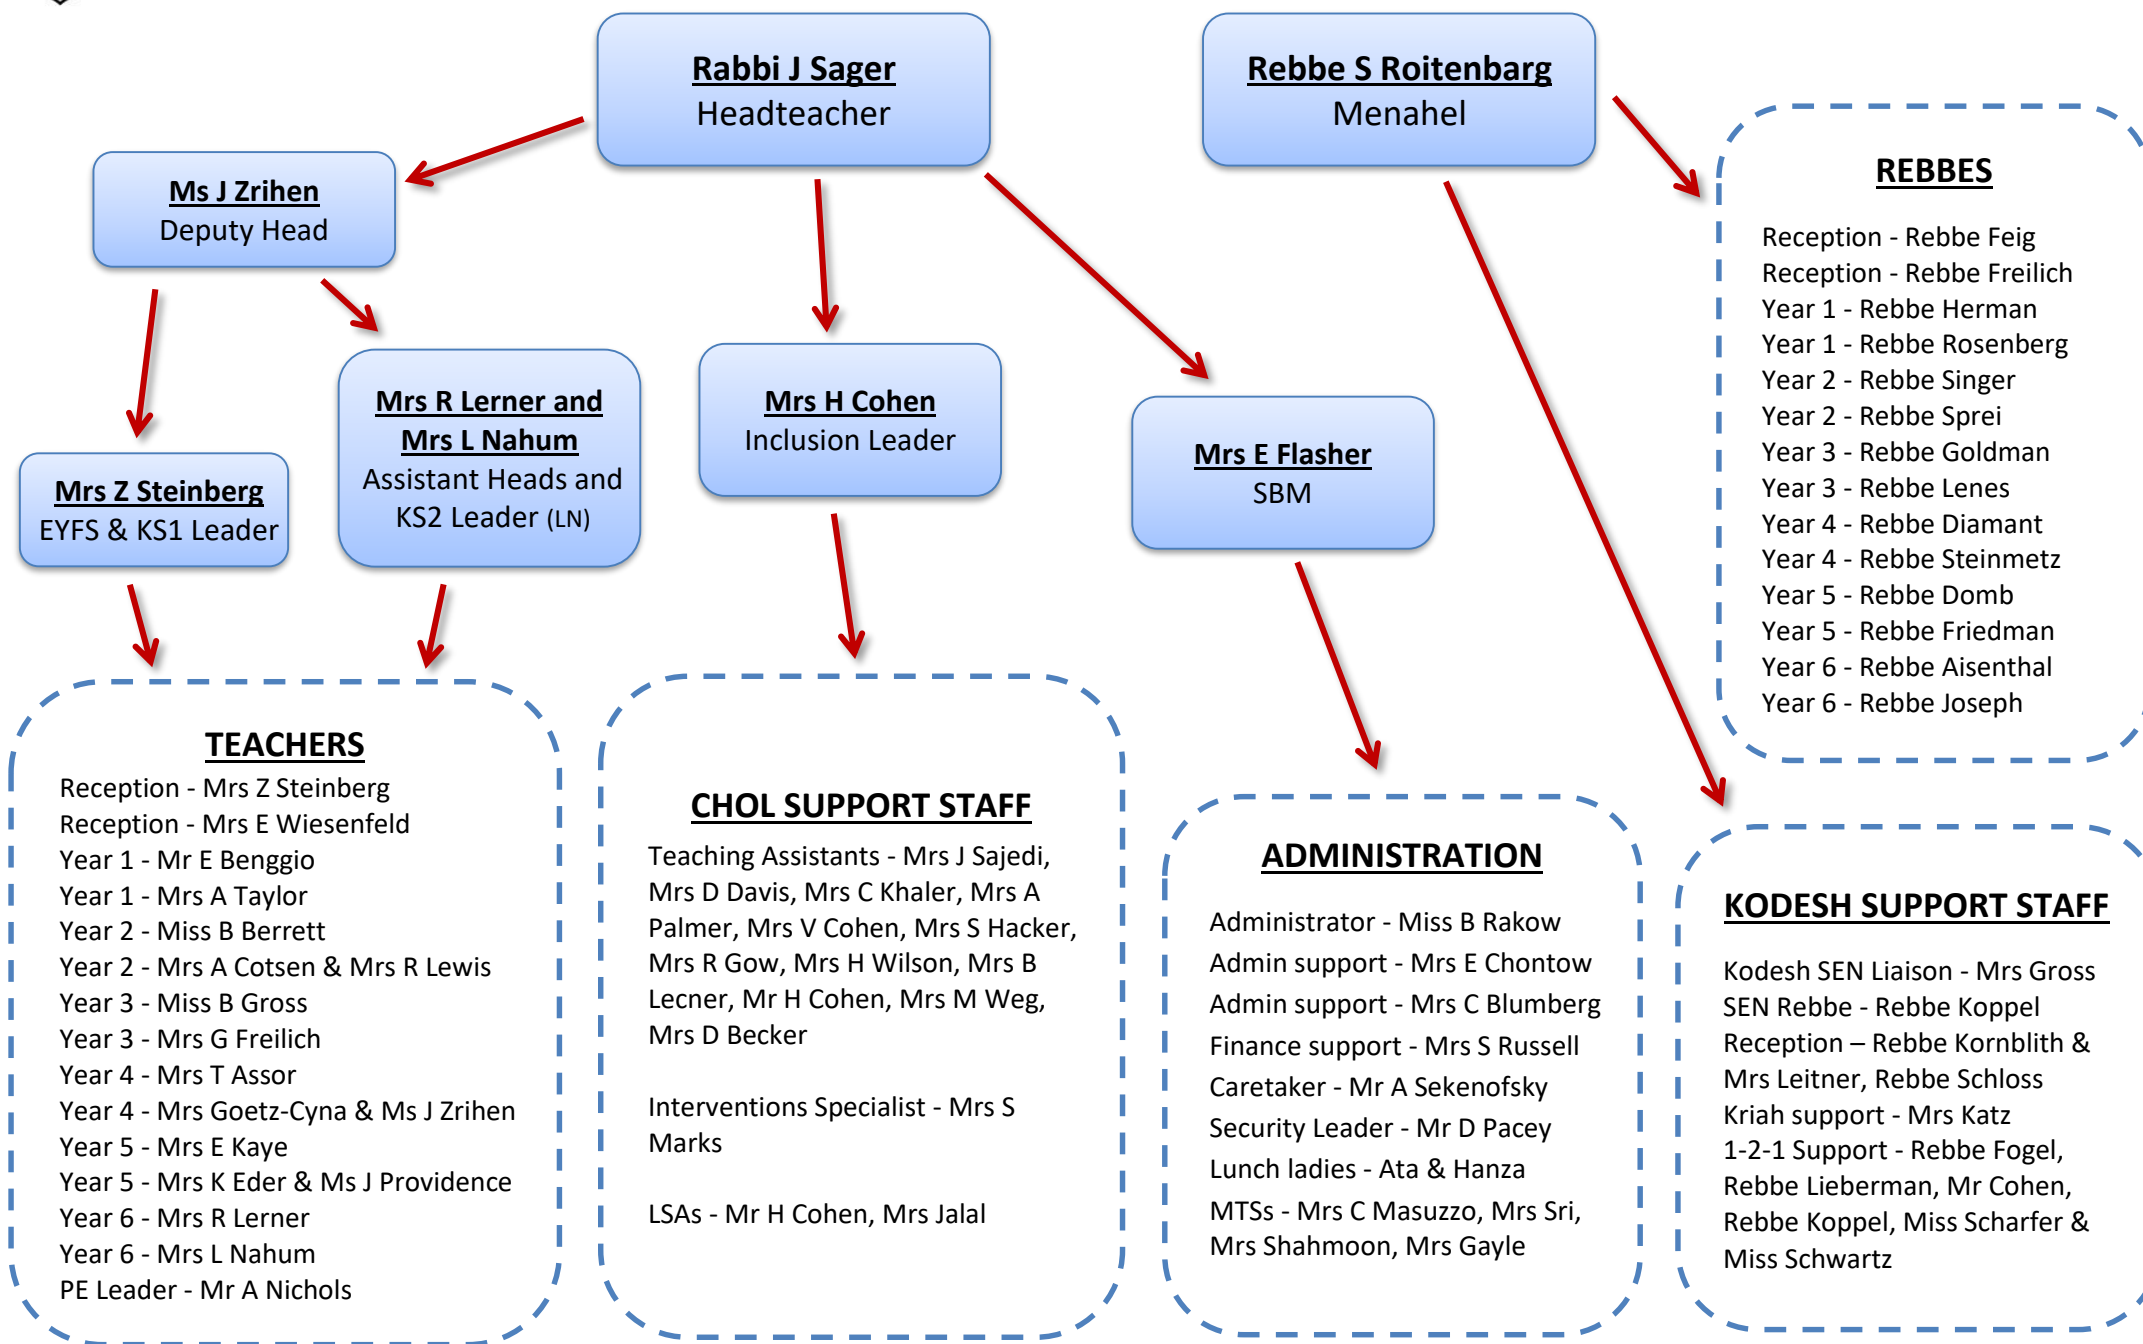 Rabbi J Sager
Headteacher
Rebbe S Roitenbarg
Menahel
Ms J Zrihen
Deputy Head
Mrs Z Steinberg
EYFS & KS1 Leader
Mrs R Lerner and
Mrs L Nahum
Assistant Heads and
KS2 Leader (LN)
Mrs H Cohen
Inclusion Leader
Mrs E Flasher
SBM
REBBES
Reception - Rebbe Feig
Reception - Rebbe Freilich
Year 1 - Rebbe Herman
Year 1 - Rebbe Rosenberg
Year 2 - Rebbe Singer
Year 2 - Rebbe Sprei
Year 3 - Rebbe Goldman
Year 3 - Rebbe Lenes
Year 4 - Rebbe Diamant
Year 4 - Rebbe Steinmetz
Year 5 - Rebbe Domb
Year 5 - Rebbe Friedman
Year 6 - Rebbe Aisenthal
Year 6 - Rebbe Joseph
TEACHERS
Reception - Mrs Z Steinberg
Reception - Mrs E Wiesenfeld
Year 1 - Mr E Benggio
Year 1 - Mrs A Taylor
Year 2 - Miss B Berrett
Year 2 - Mrs A Cotsen & Mrs R Lewis
Year 3 - Miss B Gross
Year 3 - Mrs G Freilich
Year 4 - Mrs T Assor
Year 4 - Mrs Goetz-Cyna & Ms J Zrihen
Year 5 - Mrs E Kaye
Year 5 - Mrs K Eder & Ms J Providence
Year 6 - Mrs R Lerner
Year 6 - Mrs L Nahum
PE Leader - Mr A Nichols
CHOL SUPPORT STAFF
Teaching Assistants - Mrs J Sajedi,
Mrs D Davis, Mrs C Khaler, Mrs A
Palmer, Mrs V Cohen, Mrs S Hacker,
Mrs R Gow, Mrs H Wilson, Mrs B
Lecner, Mr H Cohen, Mrs M Weg,
Mrs D Becker
Interventions Specialist - Mrs S
Marks
LSAs - Mr H Cohen, Mrs Jalal
ADMINISTRATION
Administrator - Miss B Rakow
Admin support - Mrs E Chontow
Admin support - Mrs C Blumberg
Finance support - Mrs S Russell
Caretaker - Mr A Sekenofsky
Security Leader - Mr D Pacey
Lunch ladies - Ata & Hanza
MTSs - Mrs C Masuzzo, Mrs Sri,
Mrs Shahmoon, Mrs Gayle
KODESH SUPPORT STAFF
Kodesh SEN Liaison - Mrs Gross
SEN Rebbe - Rebbe Koppel
Reception – Rebbe Kornblith &
Mrs Leitner, Rebbe Schloss
Kriah support - Mrs Katz
1-2-1 Support - Rebbe Fogel,
Rebbe Lieberman, Mr Cohen,
Rebbe Koppel, Miss Scharfer &
Miss Schwartz